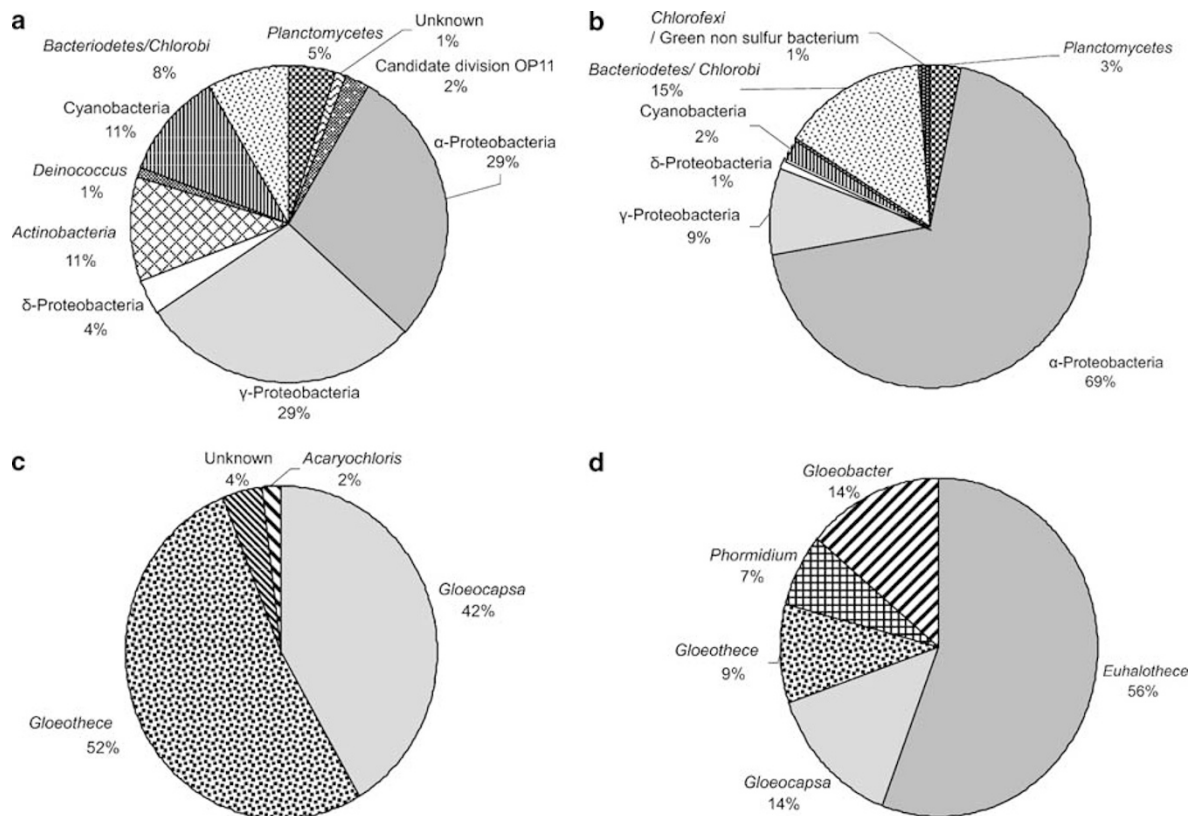 a
Unknown
1%
Planctomycetes
5%
Candidate division OP11
2%
Bacteriodetes/Chlorobi
8%
Cyanobacteria
11%
α-Proteobacteria
29%
Deinococcus
1%
Actinobacteria
11%
δ-Proteobacteria
4%
γ-Proteobacteria
29%
b
Chlorofexi
/ Green non sulfur bacterium
1%
Planctomycetes
3%
Bacteriodetes/ Chlorobi
15%
Cyanobacteria
2%
δ-Proteobacteria
1%
γ-Proteobacteria
9%
α-Proteobacteria
69%
c
Unknown
4%
Acaryochloris
2%
Gloeocapsa
42%
Gloeothece
52%
d
Gloeobacter
14%
Phormidium
7%
Gloeothece
9%
Euhalothece
56%
Gloeocapsa
14%